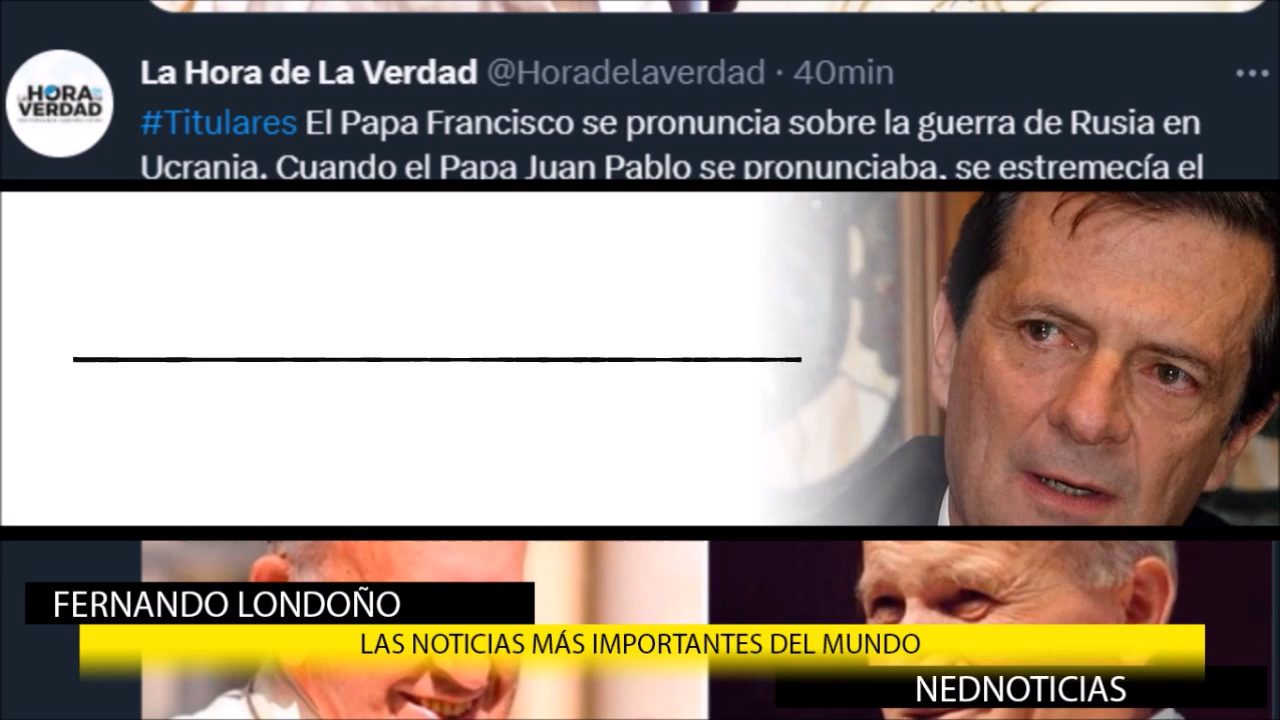 La Hora de La Verdad @Horadelaverdad · 40min
HORA
VERDAD
#Titulares El Papa Francisco se pronuncia sobre la guerra de Rusia en
Ucrania. Cuando el Papa Juan Pablo se pronunciaba, se estremecía el
FERNANDO LONDOÑO
LAS NOTICIAS MÁS IMPORTANTES DEL MUNDO
NEDNOTICIAS